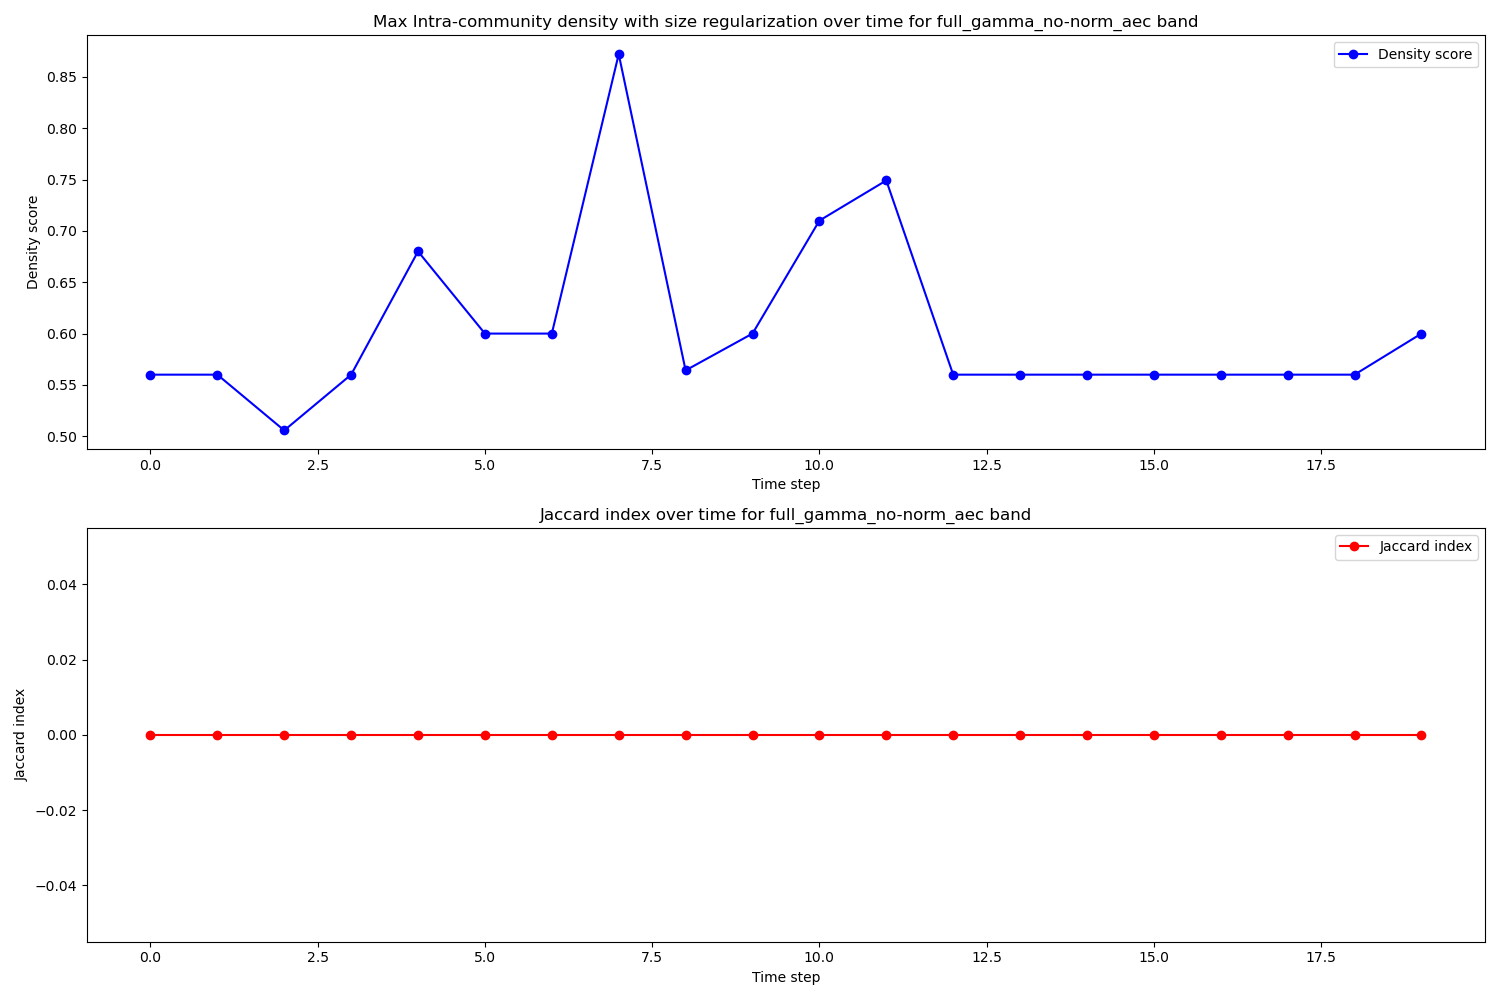 Max Intra-community density with size regularization over time for full_gamma_no-norm_aec band
Density score
0.85
0.80
0.75
0.70
0.65
0.60
0.55
0.50
Density score
0.0 2.5 5.0 7.5 10.0 12.5 15.0 17.5
Time step
Jaccard index over time for full_gamma_no-norm_aec band
Jaccard index
0.04
0.02
0.00
−0.02
−0.04
Jaccard index
0.0 2.5 5.0 7.5 10.0 12.5 15.0 17.5
Time step